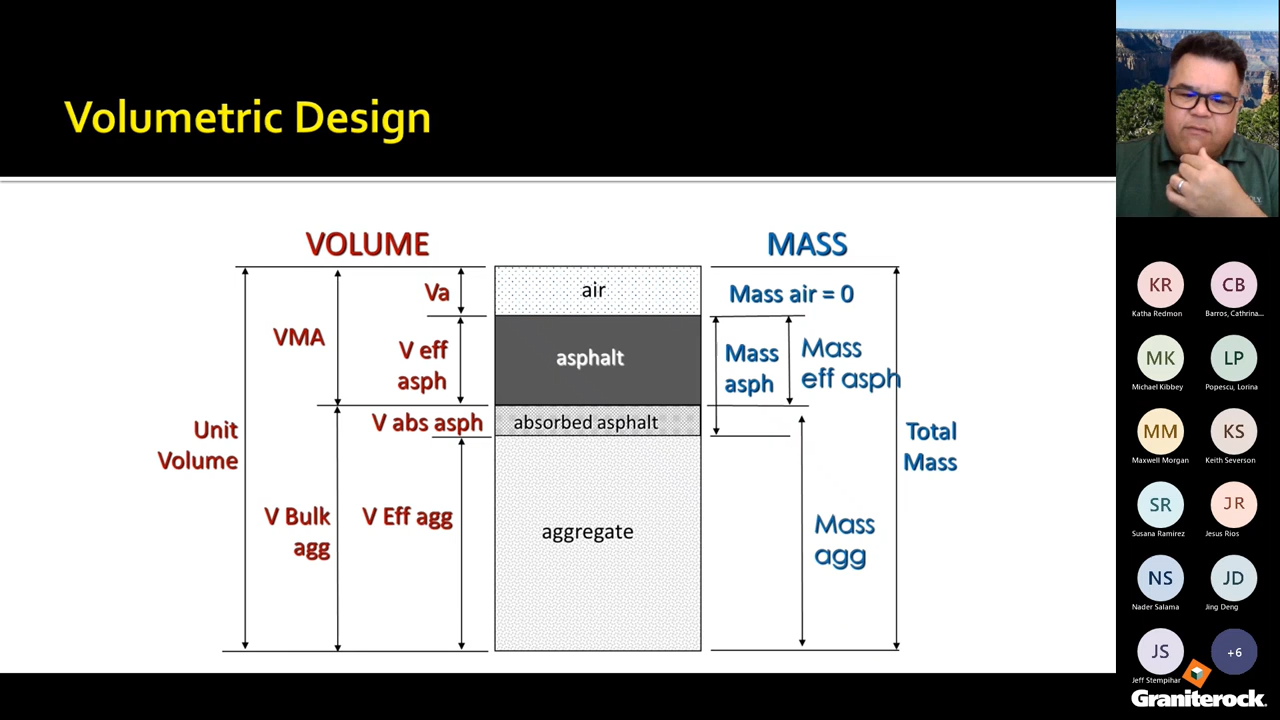 Volumetric Design
VOLUME
MASS
Va
air
Mass air = 0
VMA
V eff
asph
asphalt
Mass
asph
Mass
eff asph
V abs asph
absorbed asphalt
Unit
Volume
Total
Mass
V Bulk
agg
V Eff agg
aggregate
Mass
agg
KR
Katha Redmon
CB
Barros, Cathrina...
MK
Michael Kibbey
LP
Popescu, Lorina
MM
Maxwell Morgan
KS
Keith Severson
SR
Susana Ramirez
JR
Jesus Rios
NS
Nader Salama
JD
Jing Deng
JS
Jeff Stempihar
+6
Graniterock